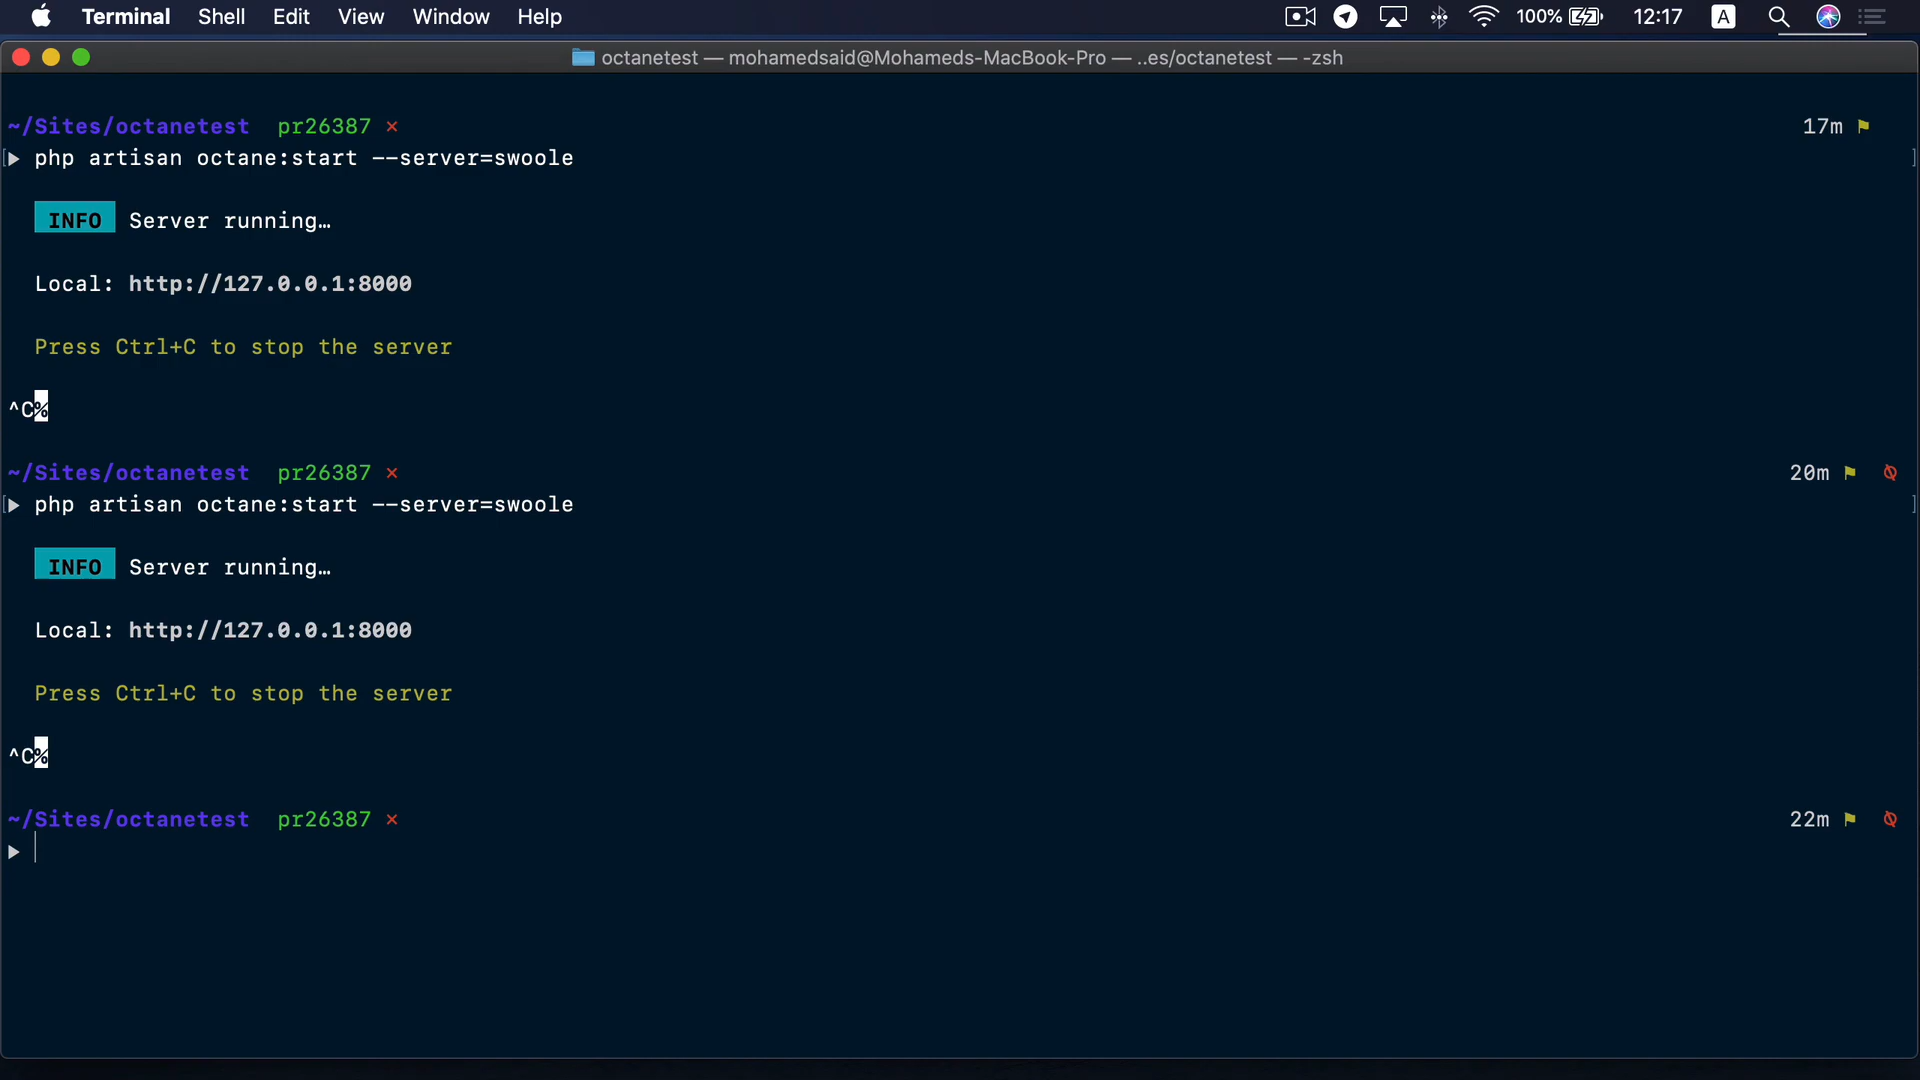 Terminal Shell Edit View Window Help 100% 12:17 A
octanetest — mohamedsaid@Mohameds-MacBook-Pro — ..es/octanetest — -zsh
~/Sites/octanetest pr26387 × 17m
[▶ php artisan octane:start --server=swoole ]
INFO Server running…
Local: http://127.0.0.1:8000
Press Ctrl+C to stop the server
^C%
~/Sites/octanetest pr26387 × 20m
[▶ php artisan octane:start --server=swoole ]
INFO Server running…
Local: http://127.0.0.1:8000
Press Ctrl+C to stop the server
^C%
~/Sites/octanetest pr26387 × 22m
▶